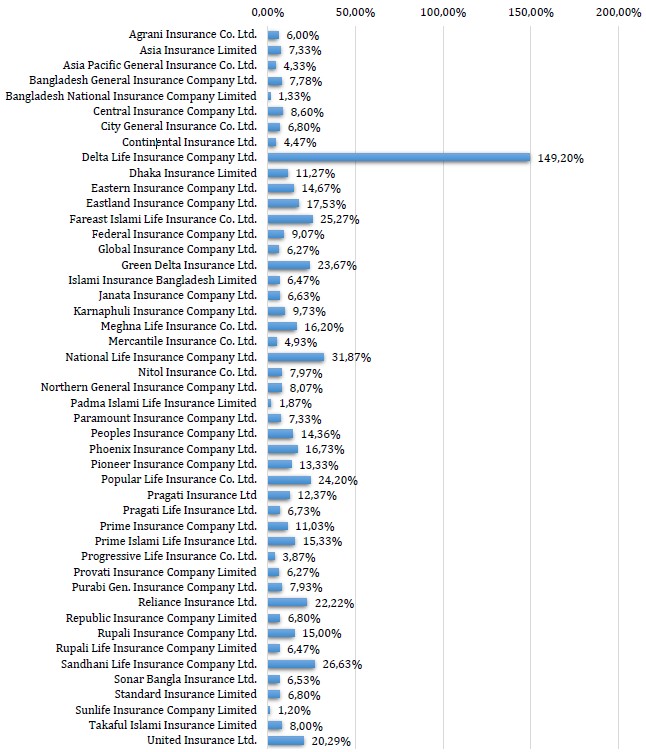 0,00% 50,00% 100,00% 150,00% 200,00%
Agrani Insurance Co. Ltd. 6,00%
Asia Insurance Limited 7,33%
Asia Pacific General Insurance Co. Ltd. 4,33%
Bangladesh General Insurance Company Ltd. 7,78%
Bangladesh National Insurance Company Limited 1,33%
Central Insurance Company Ltd. 8,60%
City General Insurance Co. Ltd. 6,80%
Continental Insurance Ltd. 4,47%
Delta Life Insurance Company Ltd. 149,20%
Dhaka Insurance Limited 11,27%
Eastern Insurance Company Ltd. 14,67%
Eastland Insurance Company Ltd. 17,53%
Fareast Islami Life Insurance Co. Ltd. 25,27%
Federal Insurance Company Ltd. 9,07%
Global Insurance Company Ltd. 6,27%
Green Delta Insurance Ltd. 23,67%
Islami Insurance Bangladesh Limited 6,47%
Janata Insurance Company Ltd. 6,63%
Karnaphuli Insurance Company Ltd. 9,73%
Meghna Life Insurance Co. Ltd. 16,20%
Mercantile Insurance Co. Ltd. 4,93%
National Life Insurance Company Ltd. 31,87%
Nitol Insurance Co. Ltd. 7,97%
Northern General Insurance Company Ltd. 8,07%
Padma Islami Life Insurance Limited 1,87%
Paramount Insurance Company Ltd. 7,33%
Peoples Insurance Company Ltd. 14,36%
Phoenix Insurance Company Ltd. 16,73%
Pioneer Insurance Company Ltd. 13,33%
Popular Life Insurance Co. Ltd. 24,20%
Pragati Insurance Ltd 12,37%
Pragati Life Insurance Ltd. 6,73%
Prime Insurance Company Ltd. 11,03%
Prime Islami Life Insurance Ltd. 15,33%
Progressive Life Insurance Co. Ltd. 3,87%
Provati Insurance Company Limited 6,27%
Purabi Gen. Insurance Company Ltd. 7,93%
Reliance Insurance Ltd. 22,22%
Republic Insurance Company Limited 6,80%
Rupali Insurance Company Ltd. 15,00%
Rupali Life Insurance Company Limited 6,47%
Sandhani Life Insurance Company Ltd. 26,63%
Sonar Bangla Insurance Ltd. 6,53%
Standard Insurance Limited 6,80%
Sunlife Insurance Company Limited 1,20%
Takaful Islami Insurance Limited 8,00%
United Insurance Ltd. 20,29%